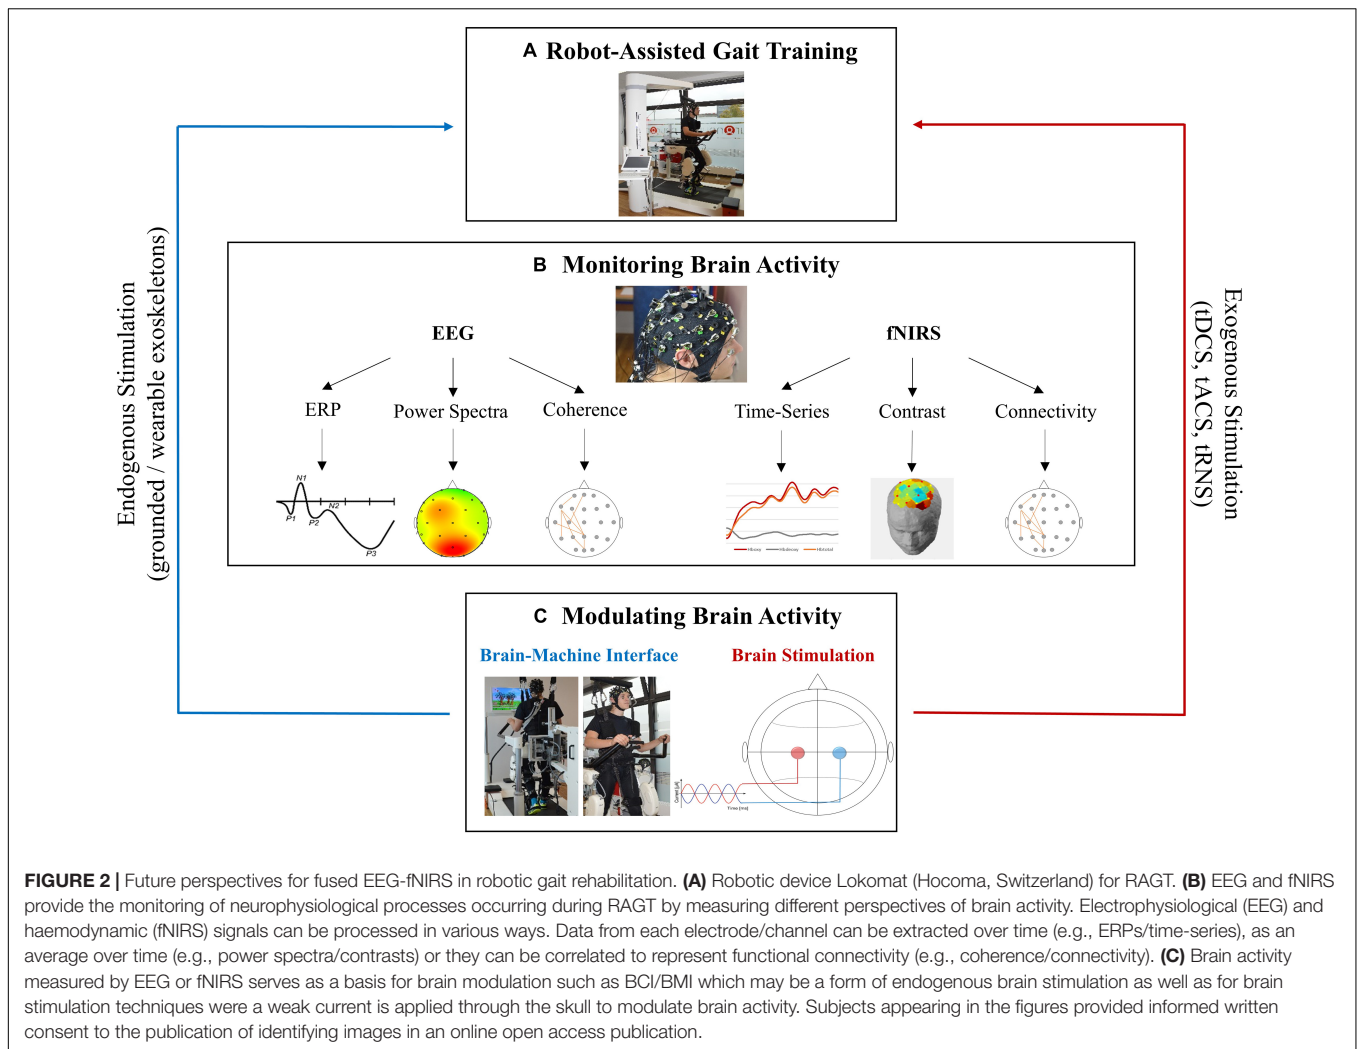 A Robot-Assisted Gait Training
B Monitoring Brain Activity
EEG
fNIRS
ERP
Power Spectra
Coherence
Time-Series
Contrast
Connectivity
N1
P1
P2
N2
P3
Hboxy
Hbdeoxy
Hbtotal
C Modulating Brain Activity
Brain-Machine Interface
Brain Stimulation
Current [µA]
Time [ms]
Endogenous Stimulation
(grounded / wearable exoskeletons)
Exogenous Stimulation
(tDCS, tACS, tRNS)
FIGURE 2 | Future perspectives for fused EEG-fNIRS in robotic gait rehabilitation. (A) Robotic device Lokomat (Hocoma, Switzerland) for RAGT. (B) EEG and fNIRS
provide the monitoring of neurophysiological processes occurring during RAGT by measuring different perspectives of brain activity. Electrophysiological (EEG) and
haemodynamic (fNIRS) signals can be processed in various ways. Data from each electrode/channel can be extracted over time (e.g., ERPs/time-series), as an
average over time (e.g., power spectra/contrasts) or they can be correlated to represent functional connectivity (e.g., coherence/connectivity). (C) Brain activity
measured by EEG or fNIRS serves as a basis for brain modulation such as BCI/BMI which may be a form of endogenous brain stimulation as well as for brain
stimulation techniques were a weak current is applied through the skull to modulate brain activity. Subjects appearing in the figures provided informed written
consent to the publication of identifying images in an online open access publication.